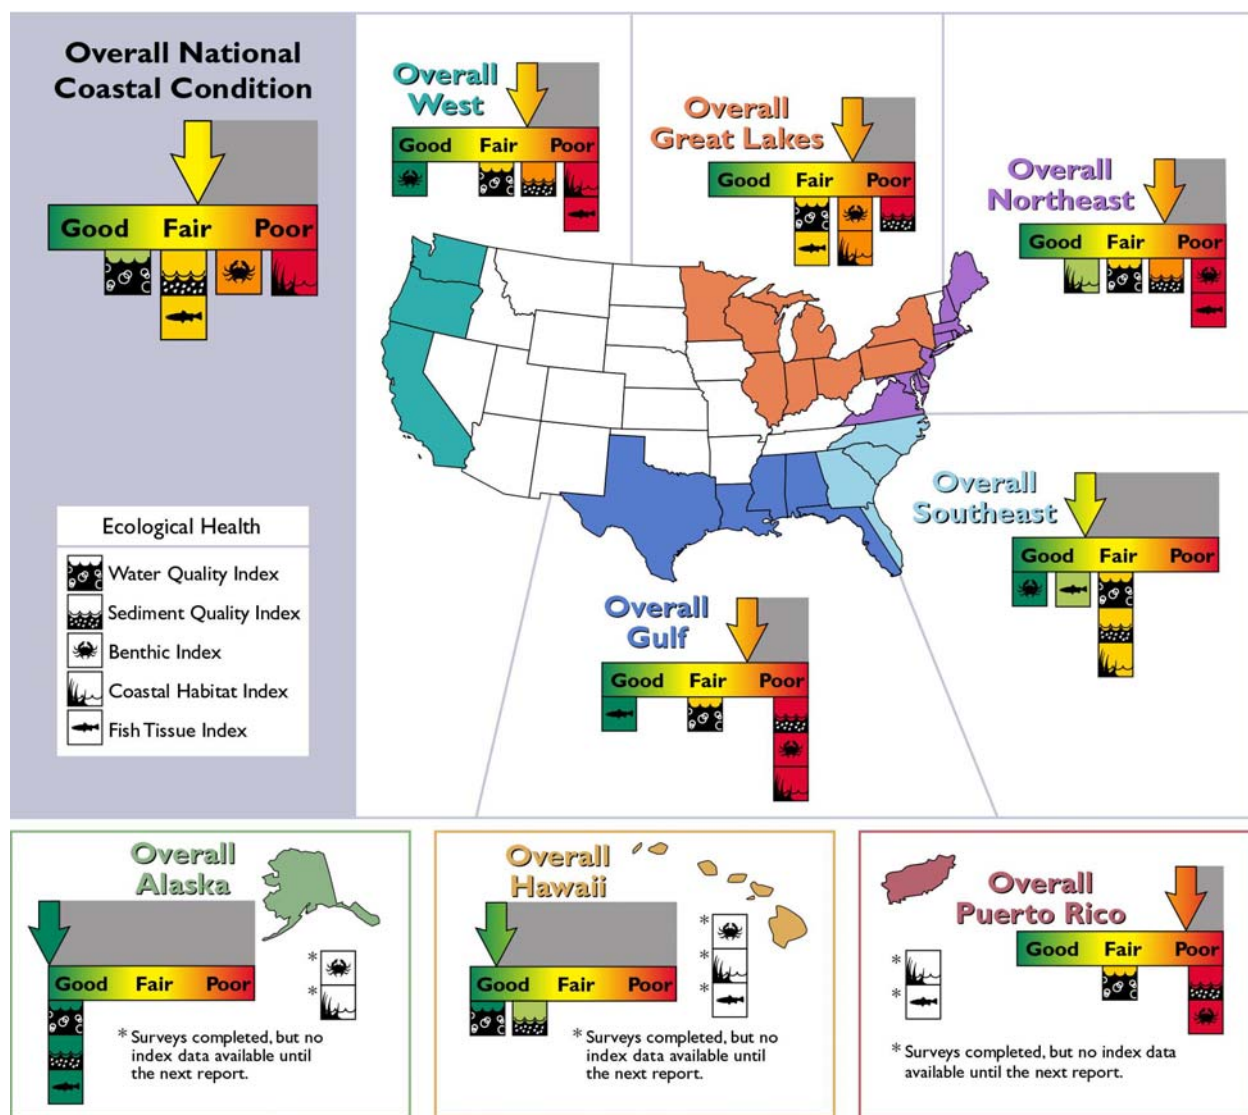 Overall National
Coastal Condition
Good Fair Poor
Ecological Health
Water Quality Index
Sediment Quality Index
Benthic Index
Coastal Habitat Index
Fish Tissue Index
Overall
West
Good Fair Poor
Overall
Great Lakes
Good Fair Poor
Overall
Northeast
Good Fair Poor
Overall
Southeast
Good Fair Poor
Overall
Gulf
Good Fair Poor
Overall
Alaska
Good Fair Poor
*
*
* Surveys completed, but no
index data available until
the next report.
Overall
Hawaii
Good Fair Poor
*
*
*
* Surveys completed, but no
index data available until
the next report.
Overall
Puerto Rico
Good Fair Poor
*
*
* Surveys completed, but no index data
available until the next report.